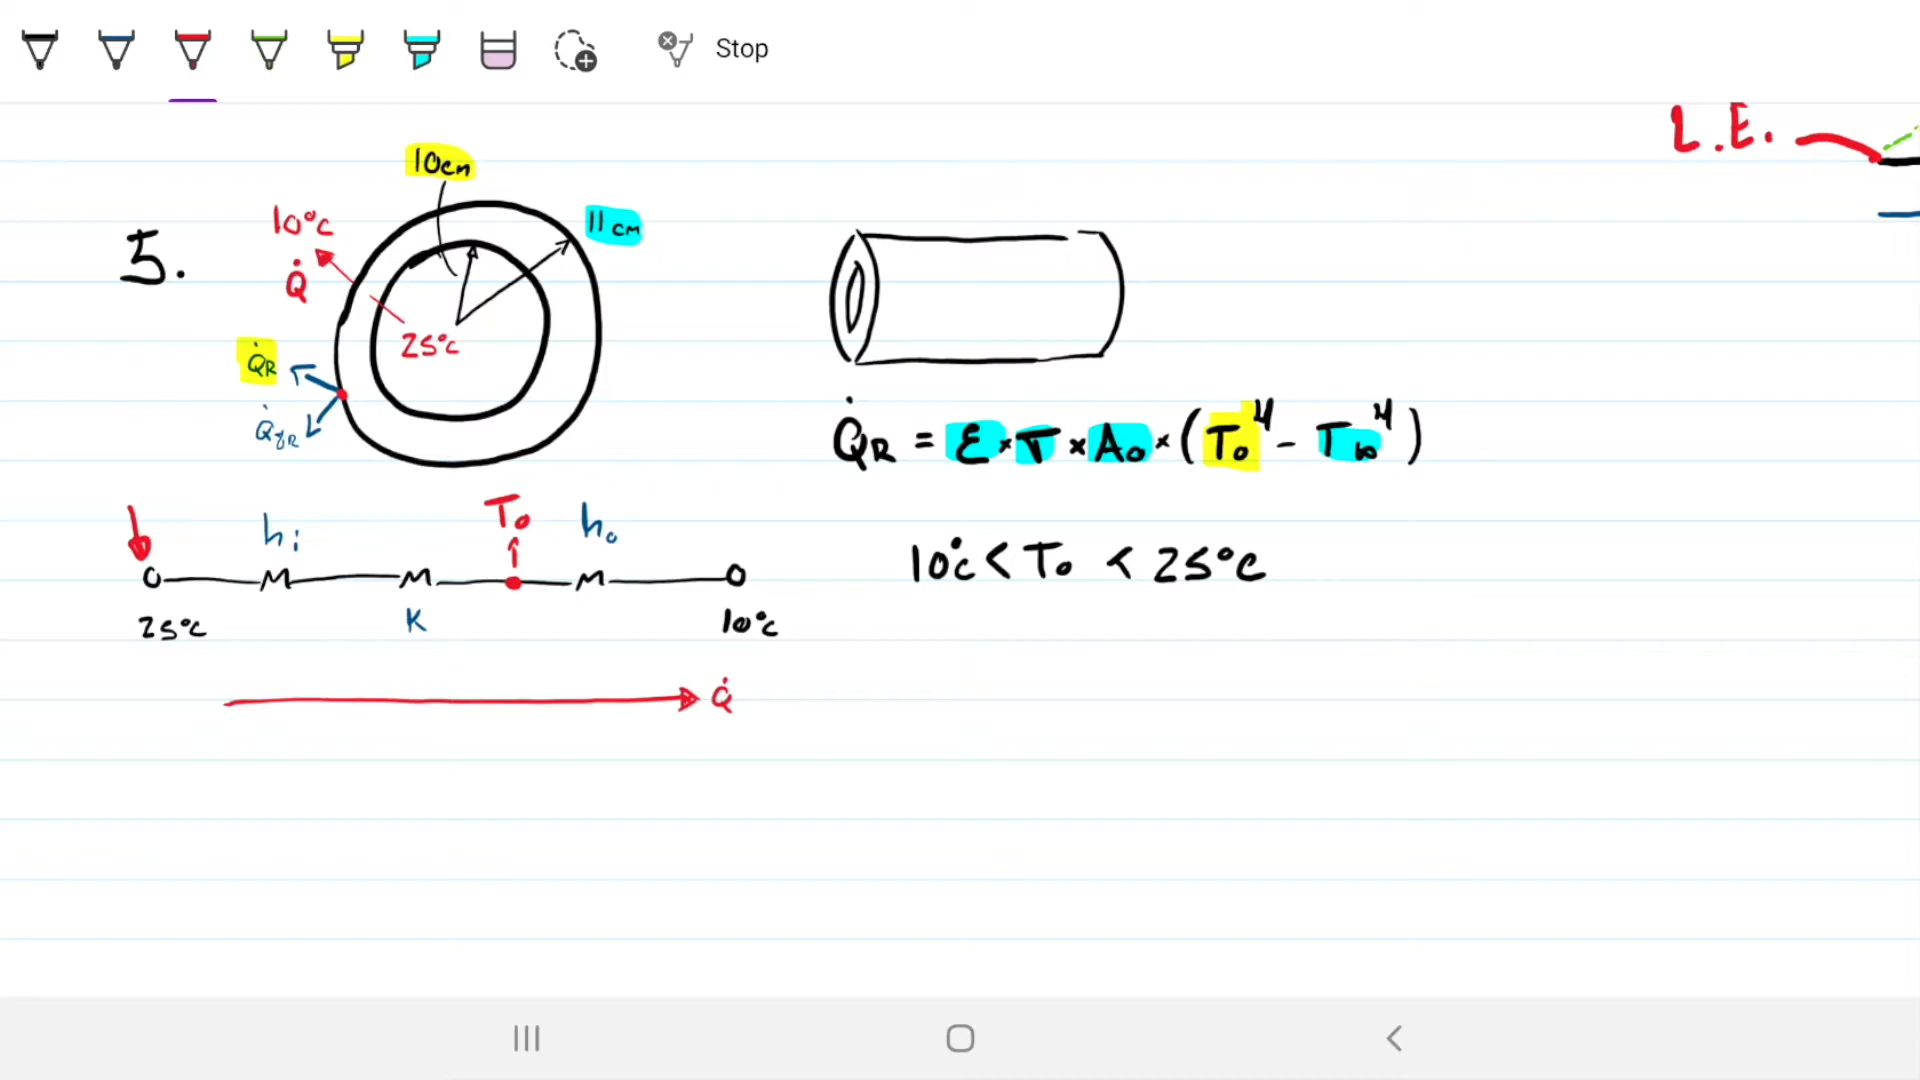 Stop
L.E.
10cm
10°C
11 cm
5.
Q̇
25°C
Q̇R
Q̇R = ε × σ × Ao × (To⁴ - T∞⁴)
To
hi
ho
10°C < To < 25°C
25°C
K
10°C
Q̇